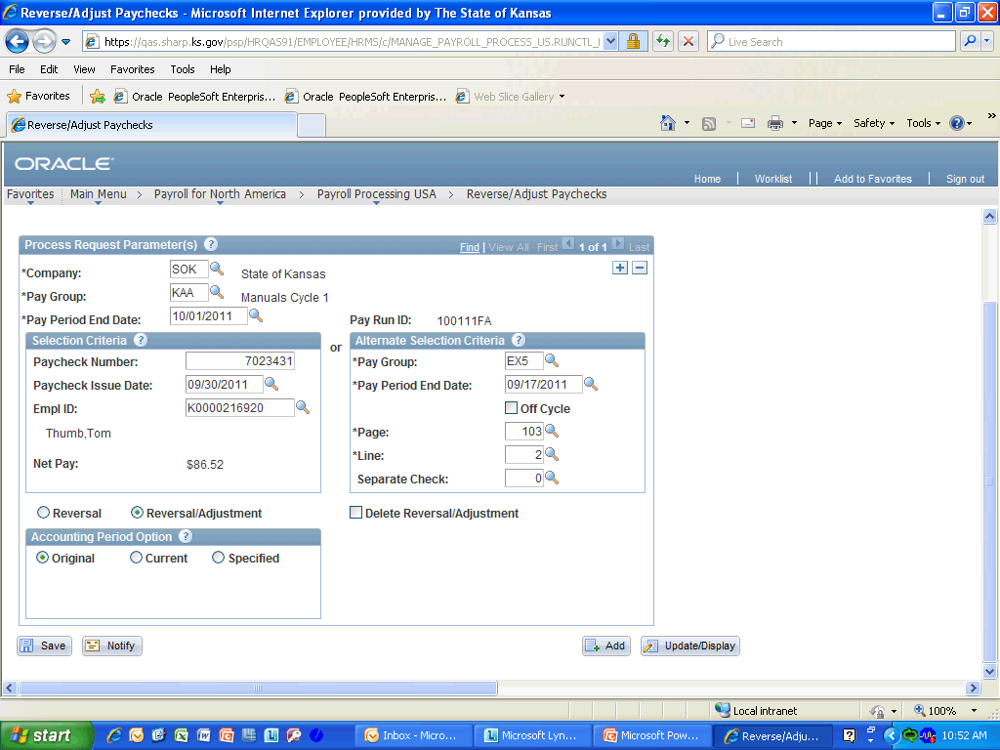 Reverse/Adjust Paychecks - Microsoft Internet Explorer provided by The State of Kansas
https://qas.sharp.ks.gov/psp/HRQAS91/EMPLOYEE/HRMS/c/MANAGE_PAYROLL_PROCESS_US.RUNCTL_ Live Search
File Edit View Favorites Tools Help
Favorites Oracle PeopleSoft Enterpris... Oracle PeopleSoft Enterpris... Web Slice Gallery
Reverse/Adjust Paychecks Page Safety Tools »
ORACLE
Home Worklist Add to Favorites Sign out
Favorites Main Menu > Payroll for North America > Payroll Processing USA > Reverse/Adjust Paychecks
Process Request Parameter(s) ? Find | View All First 1 of 1 Last
*Company: SOK State of Kansas
*Pay Group: KAA Manuals Cycle 1
*Pay Period End Date: 10/01/2011 Pay Run ID: 100111FA
Selection Criteria ? or Alternate Selection Criteria ?
Paycheck Number: 7023431 *Pay Group: EX5
Paycheck Issue Date: 09/30/2011 *Pay Period End Date: 09/17/2011
Empl ID: K0000216920 Off Cycle
Thumb,Tom *Page: 103
*Line: 2
Net Pay: $86.52
Separate Check: 0
Reversal Reversal/Adjustment Delete Reversal/Adjustment
Accounting Period Option ?
Original Current Specified
Save Notify Add Update/Display
Local intranet 100%
start Inbox - Micro... Microsoft Lyn... Microsoft Pow... Reverse/Adju... 10:52 AM